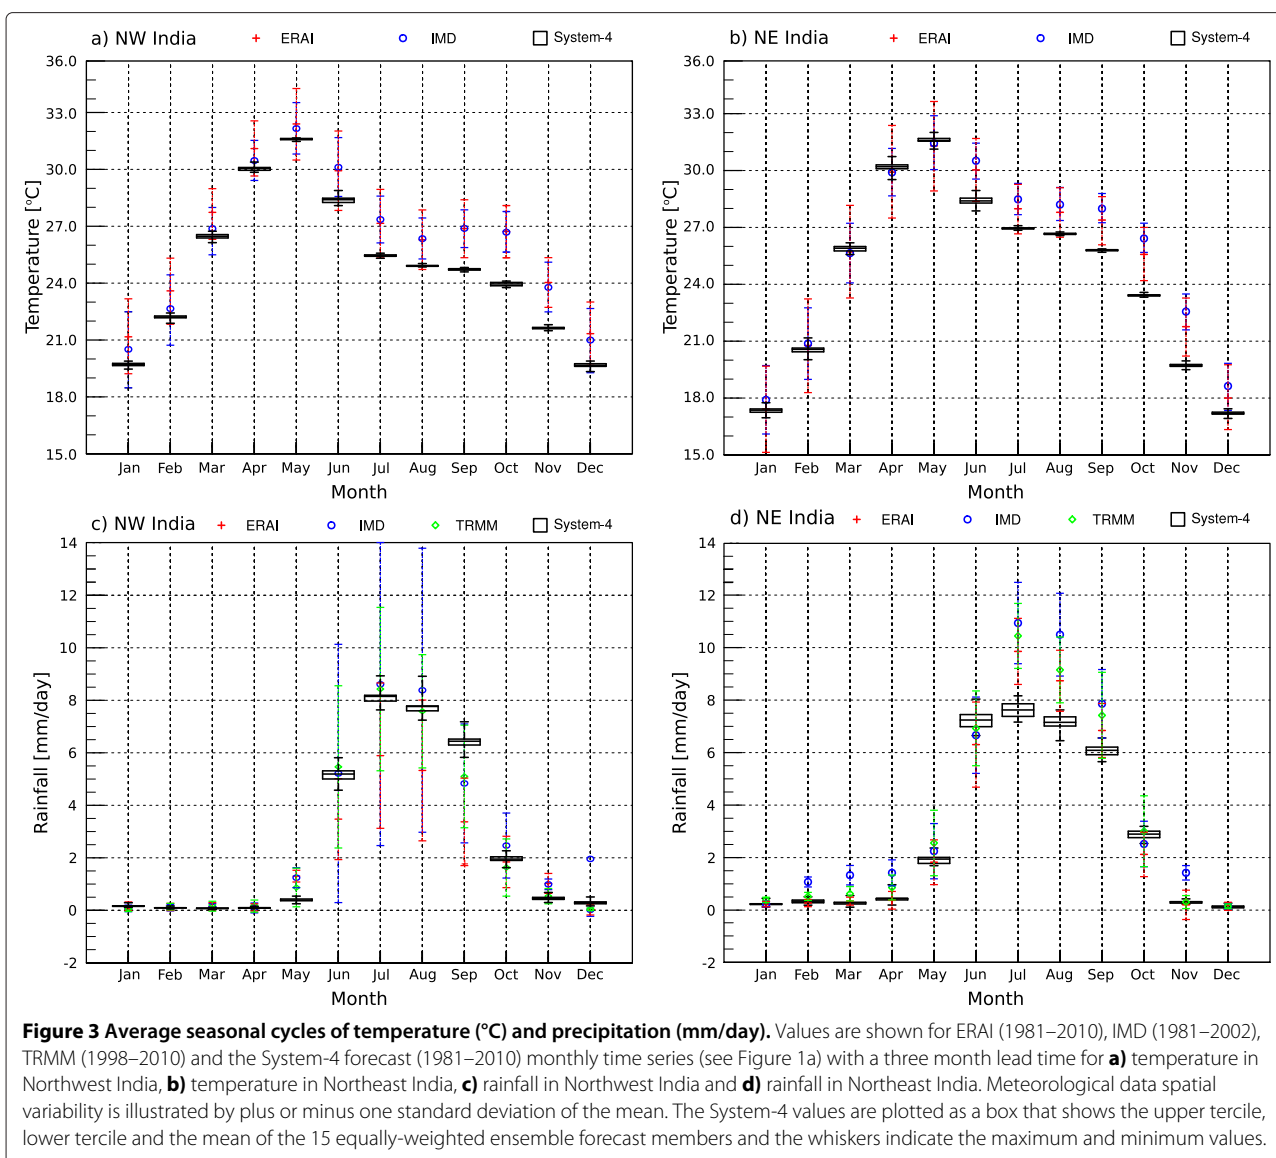 a) NW India ERAI IMD System-4
36.0
33.0
30.0
27.0
24.0
21.0
18.0
15.0
Temperature [°C]
Jan Feb Mar Apr May Jun Jul Aug Sep Oct Nov Dec
Month
b) NE India ERAI IMD System-4
36.0
33.0
30.0
27.0
24.0
21.0
18.0
15.0
Temperature [°C]
Jan Feb Mar Apr May Jun Jul Aug Sep Oct Nov Dec
Month
c) NW India ERAI IMD TRMM System-4
14
12
10
8
6
4
2
0
-2
Rainfall [mm/day]
Jan Feb Mar Apr May Jun Jul Aug Sep Oct Nov Dec
Month
d) NE India ERAI IMD TRMM System-4
14
12
10
8
6
4
2
0
-2
Rainfall [mm/day]
Jan Feb Mar Apr May Jun Jul Aug Sep Oct Nov Dec
Month
Figure 3 Average seasonal cycles of temperature (°C) and precipitation (mm/day). Values are shown for ERAI (1981–2010), IMD (1981–2002),
TRMM (1998–2010) and the System-4 forecast (1981–2010) monthly time series (see Figure 1a) with a three month lead time for a) temperature in
Northwest India, b) temperature in Northeast India, c) rainfall in Northwest India and d) rainfall in Northeast India. Meteorological data spatial
variability is illustrated by plus or minus one standard deviation of the mean. The System-4 values are plotted as a box that shows the upper tercile,
lower tercile and the mean of the 15 equally-weighted ensemble forecast members and the whiskers indicate the maximum and minimum values.